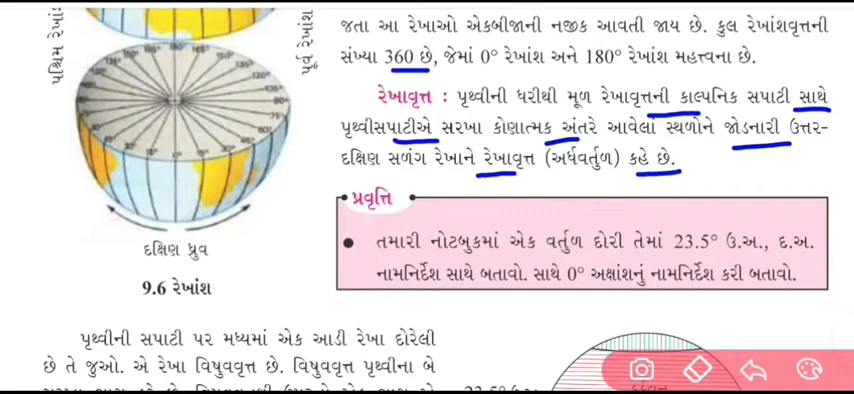 પશ્ચિમ રેખાંશ
પૂર્વ રેખાંશ
જતા આ રેખાઓ એકબીજાની નજીક આવતી જાય છે. કુલ રેખાંશવૃત્તની
સંખ્યા 360 છે, જેમાં 0° રેખાંશ અને 180° રેખાંશ મહત્ત્વના છે.
રેખાવૃત્ત : પૃથ્વીની ધરીથી મૂળ રેખાવૃત્તની કાલ્પનિક સપાટી સાથે
પૃથ્વીસપાટીએ સરખા કોણાત્મક અંતરે આવેલા સ્થળોને જોડનારી ઉત્તર-
દક્ષિણ સળંગ રેખાને રેખાવૃત્ત (અર્ધવર્તુળ) કહે છે.
દક્ષિણ ધ્રુવ
9.6 રેખાંશ
પ્રવૃત્તિ
● તમારી નોટબુકમાં એક વર્તુળ દોરી તેમાં 23.5° ઉ.અ., દ.અ.
નામનિર્દેશ સાથે બતાવો. સાથે 0° અક્ષાંશનું નામનિર્દેશ કરી બતાવો.
પૃથ્વીની સપાટી પર મધ્યમાં એક આડી રેખા દોરેલી
છે તે જુઓ. એ રેખા વિષુવવૃત્ત છે. વિષુવવૃત્ત પૃથ્વીના બે